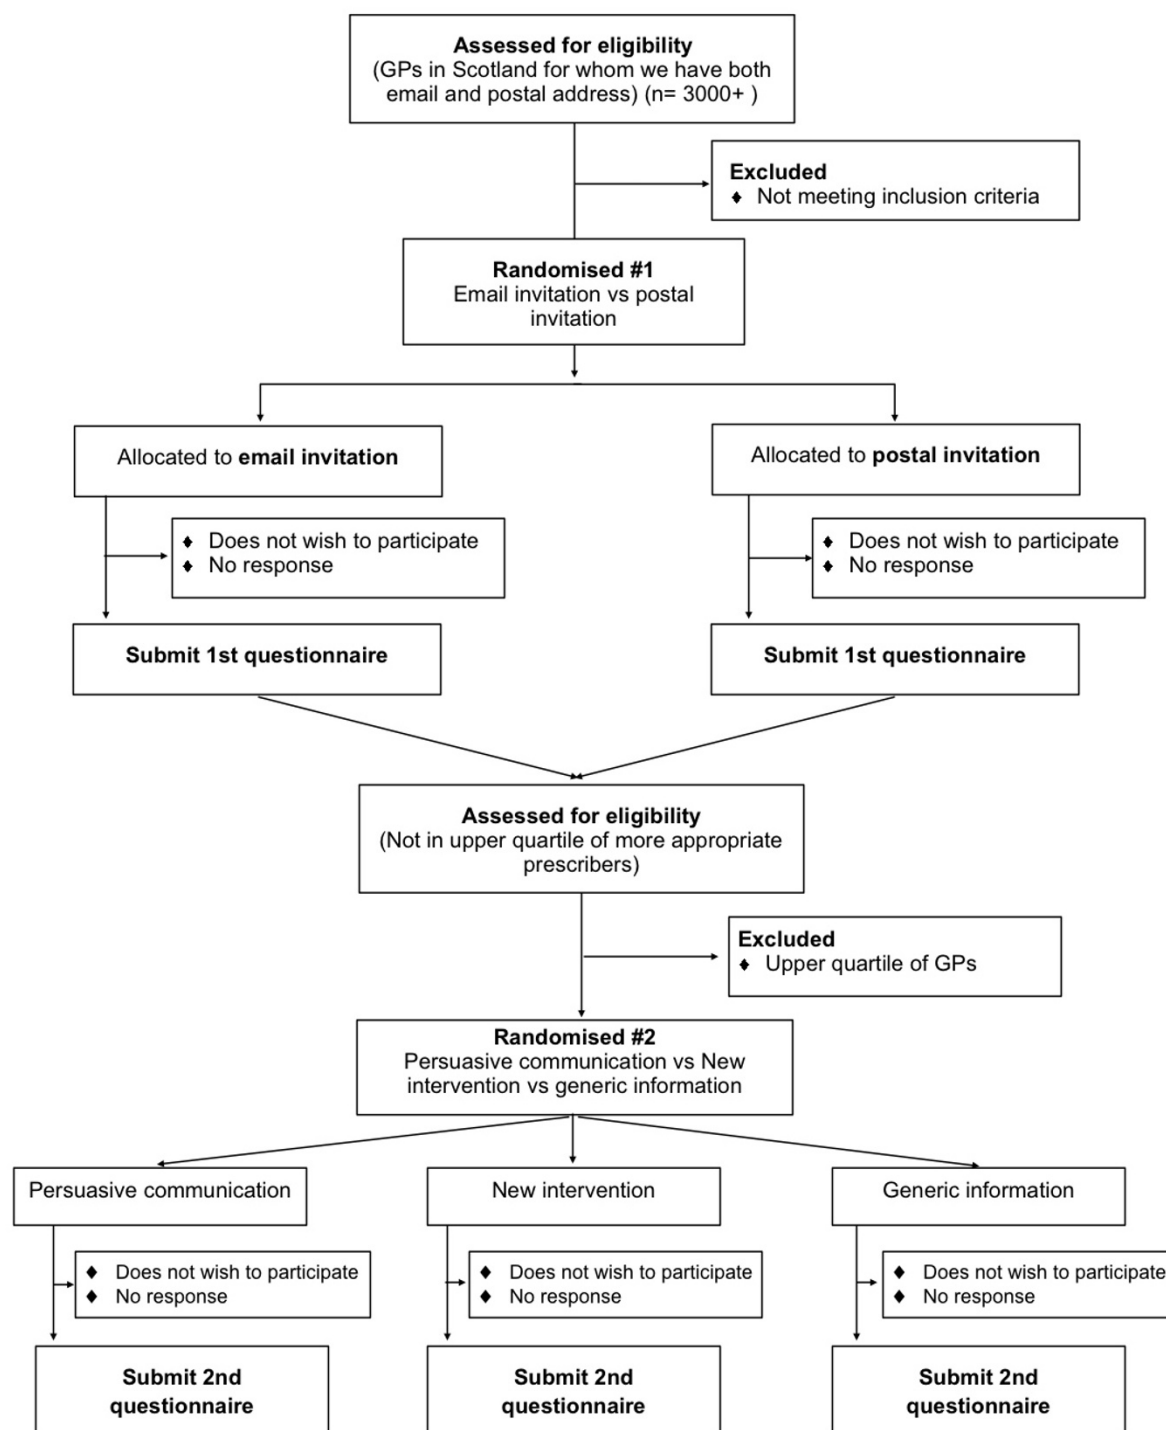 Assessed for eligibility
(GPs in Scotland for whom we have both
email and postal address) (n= 3000+ )
Excluded
♦ Not meeting inclusion criteria
Randomised #1
Email invitation vs postal
invitation
Allocated to email invitation
Allocated to postal invitation
♦ Does not wish to participate
♦ No response
♦ Does not wish to participate
♦ No response
Submit 1st questionnaire
Submit 1st questionnaire
Assessed for eligibility
(Not in upper quartile of more appropriate
prescribers)
Excluded
♦ Upper quartile of GPs
Randomised #2
Persuasive communication vs New
intervention vs generic information
Persuasive communication
New intervention
Generic information
♦ Does not wish to participate
♦ No response
♦ Does not wish to participate
♦ No response
♦ Does not wish to participate
♦ No response
Submit 2nd
questionnaire
Submit 2nd
questionnaire
Submit 2nd
questionnaire